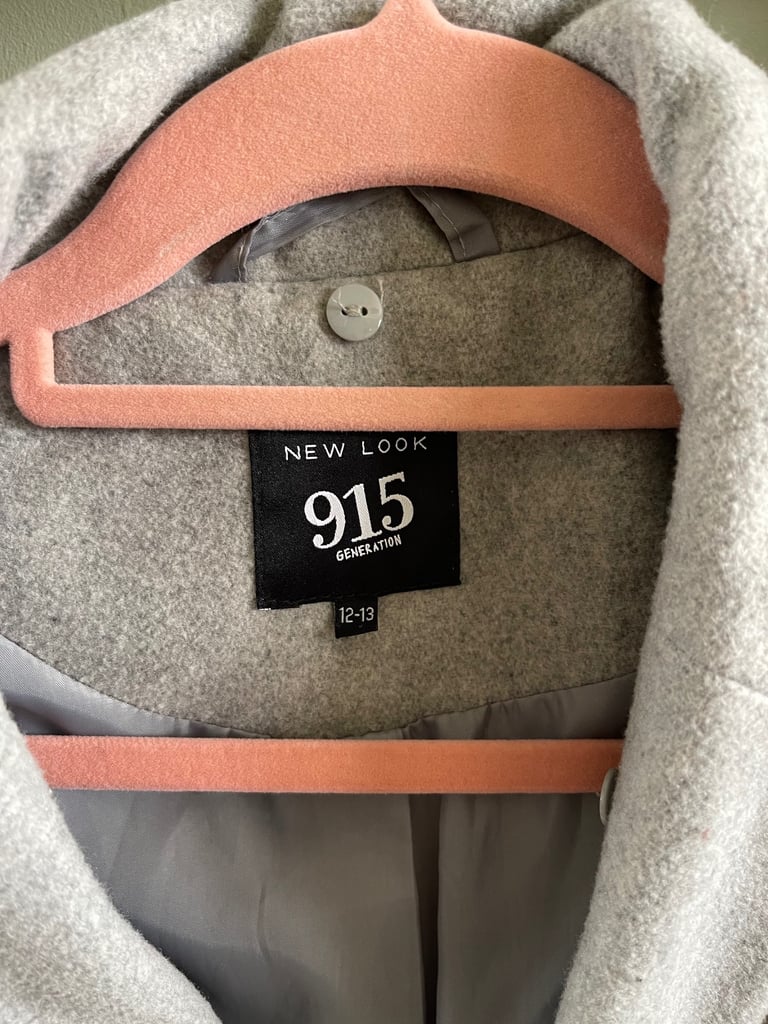 NEW LOOK
915
GENERATION
12-13